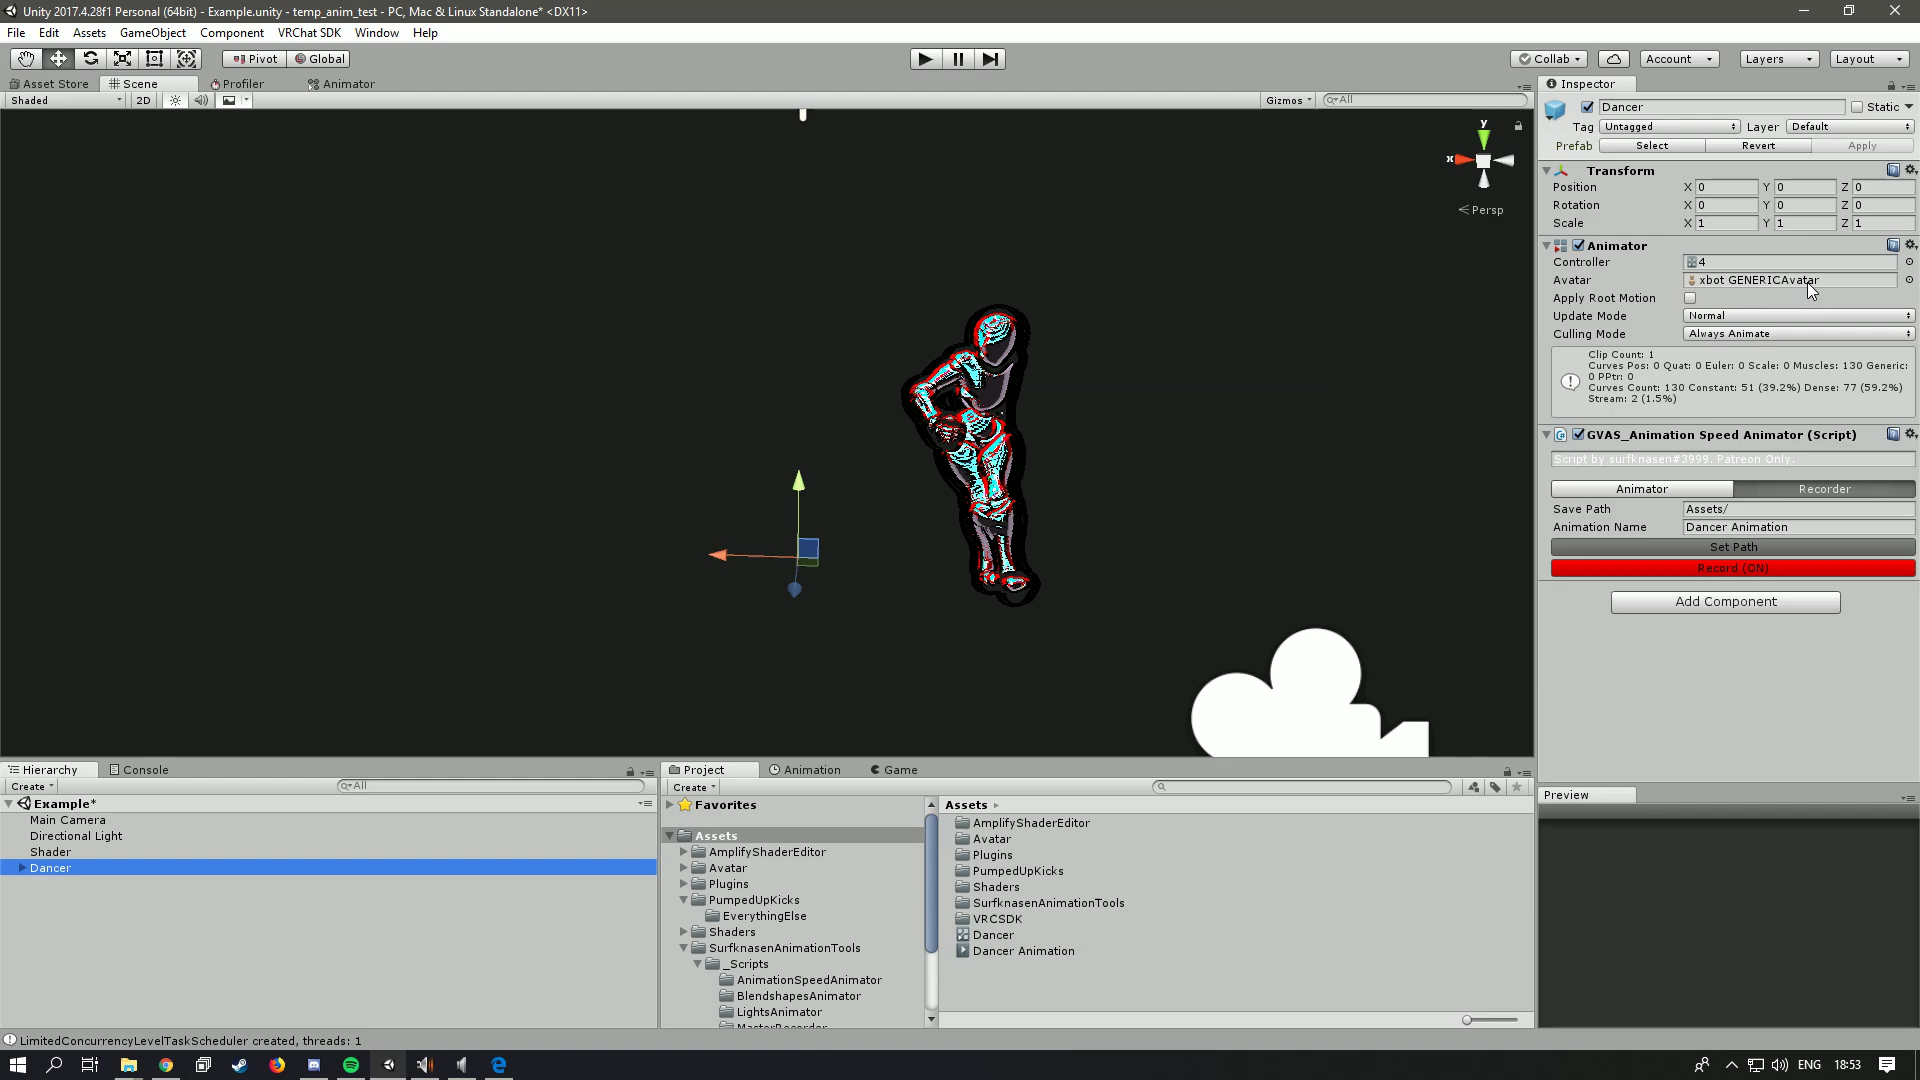 Unity 2017.4.28f1 Personal (64bit) - Example.unity - temp_anim_test - PC, Mac & Linux Standalone* <DX11>
File Edit Assets GameObject Component VRChat SDK Window Help
Pivot Global Collab Account Layers Layout
Asset Store Scene Profiler Animator
Shaded 2D Gizmos All
y
x
Persp
Inspector
Dancer Static
Tag Untagged Layer Default
Prefab Select Revert Apply
Transform
Position X 0 Y 0 Z 0
Rotation X 0 Y 0 Z 0
Scale X 1 Y 1 Z 1
Animator
Controller 4
Avatar xbot GENERICAvatar
Apply Root Motion
Update Mode Normal
Culling Mode Always Animate
Clip Count: 1
Curves Pos: 0 Quat: 0 Euler: 0 Scale: 0 Muscles: 130 Generic:
0 PPtr: 0
Curves Count: 130 Constant: 51 (39.2%) Dense: 77 (59.2%)
Stream: 2 (1.5%)
GVAS_Animation Speed Animator (Script)
Script by surfknasen#3999. Patreon Only.
Animator Recorder
Save Path Assets/
Animation Name Dancer Animation
Set Path
Record (ON)
Add Component
Hierarchy Console
Create All
Example*
Main Camera
Directional Light
Shader
Dancer
Project Animation Game
Create
Favorites
Assets
AmplifyShaderEditor
Avatar
Plugins
PumpedUpKicks
EverythingElse
Shaders
SurfknasenAnimationTools
_Scripts
AnimationSpeedAnimator
BlendshapesAnimator
LightsAnimator
MasterRecorder
Assets
AmplifyShaderEditor
Avatar
Plugins
PumpedUpKicks
Shaders
SurfknasenAnimationTools
VRCSDK
Dancer
Dancer Animation
Preview
LimitedConcurrencyLevelTaskScheduler created, threads: 1
ENG 18:53